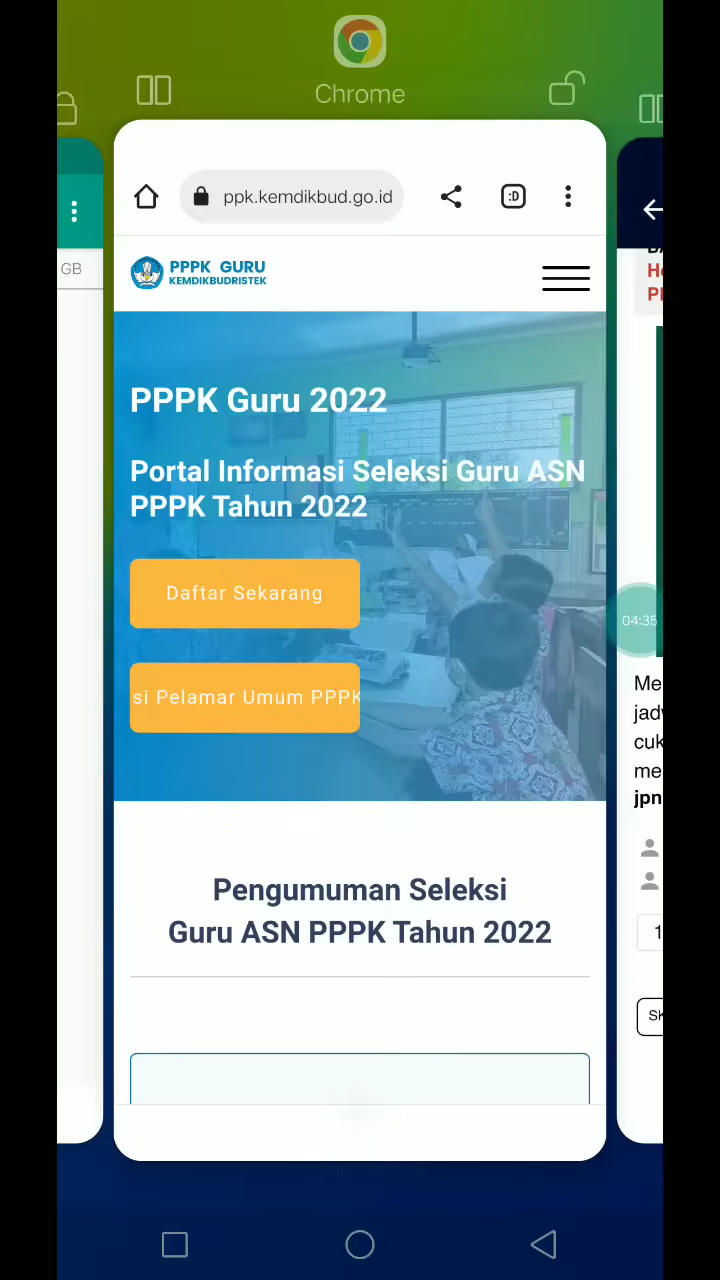 Chrome
ppk.kemdikbud.go.id
:D
GB
PPPK GURU
KEMDIKBUDRISTEK
PPPK Guru 2022
Portal Informasi Seleksi Guru ASN
PPPK Tahun 2022
Daftar Sekarang
si Pelamar Umum PPPK
Pengumuman Seleksi
Guru ASN PPPK Tahun 2022
04:35
Me
jad
cuk
me
jpn
1